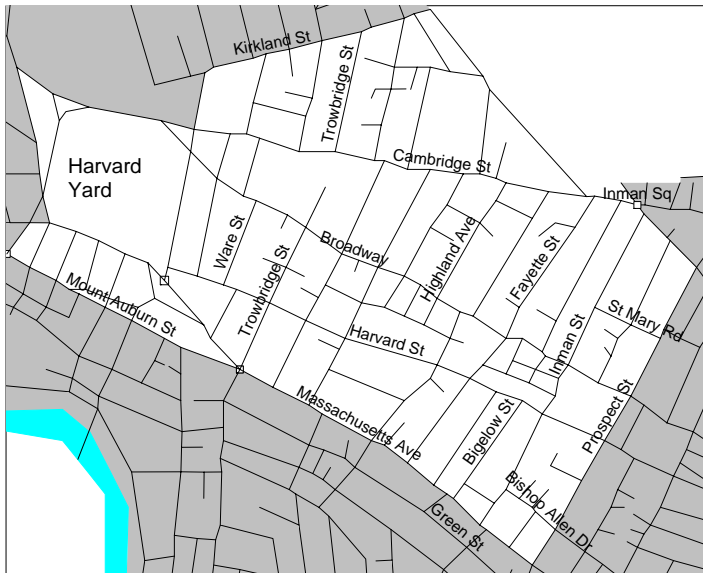 Kirkland St
Trowbridge St
Cambridge St
Harvard
Yard
Inman Sq
Ware St
Broadway
Highland Ave
Fayette St
Trowbridge St
Mount Auburn St
Harvard St
Inman St
St Mary Rd
Massachusetts Ave
Bigelow St
Prospect St
Bishop Allen Dr
Green St